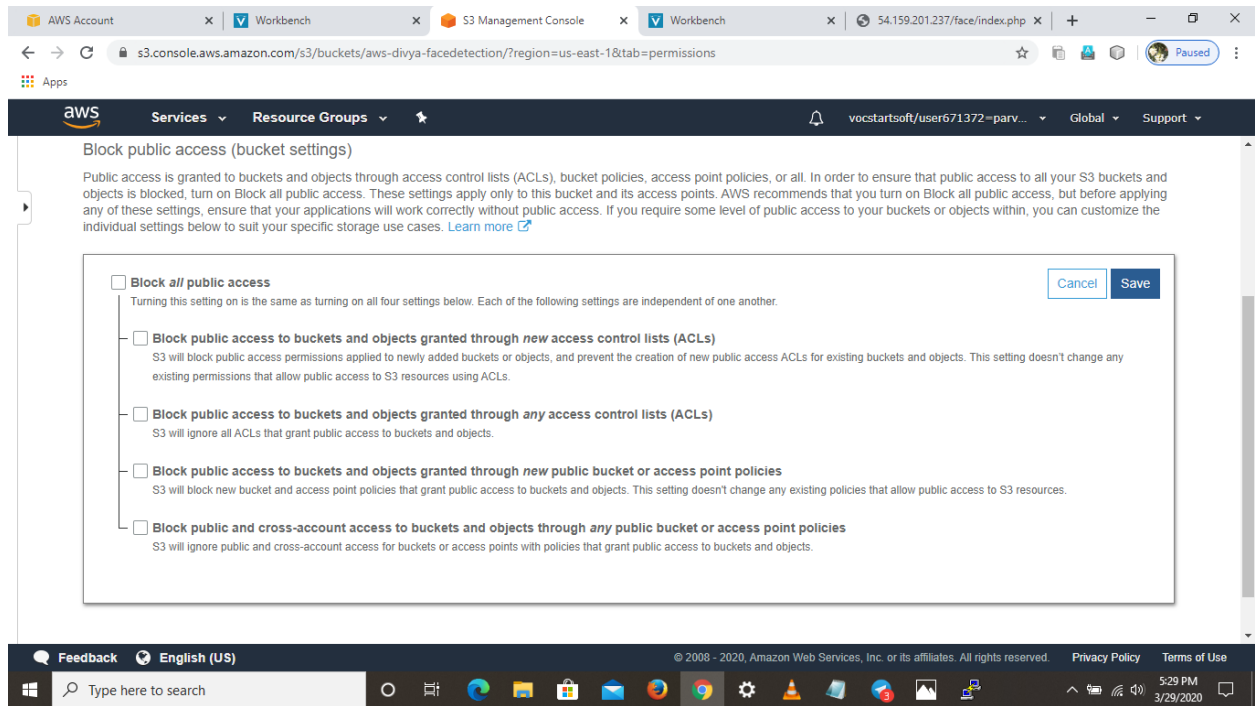 AWS Account
Workbench
S3 Management Console
Workbench
54.159.201.237/face/index.php
s3.console.aws.amazon.com/s3/buckets/aws-divya-facedetection/?region=us-east-1&tab=permissions
Paused
Apps
aws
Services
Resource Groups
vocstartsoft/user671372=parv...
Global
Support
Block public access (bucket settings)
Public access is granted to buckets and objects through access control lists (ACLs), bucket policies, access point policies, or all. In order to ensure that public access to all your S3 buckets and
objects is blocked, turn on Block all public access. These settings apply only to this bucket and its access points. AWS recommends that you turn on Block all public access, but before applying
any of these settings, ensure that your applications will work correctly without public access. If you require some level of public access to your buckets or objects within, you can customize the
individual settings below to suit your specific storage use cases. Learn more
Block all public access
Cancel
Save
Turning this setting on is the same as turning on all four settings below. Each of the following settings are independent of one another.
Block public access to buckets and objects granted through new access control lists (ACLs)
S3 will block public access permissions applied to newly added buckets or objects, and prevent the creation of new public access ACLs for existing buckets and objects. This setting doesn't change any
existing permissions that allow public access to S3 resources using ACLs.
Block public access to buckets and objects granted through any access control lists (ACLs)
S3 will ignore all ACLs that grant public access to buckets and objects.
Block public access to buckets and objects granted through new public bucket or access point policies
S3 will block new bucket and access point policies that grant public access to buckets and objects. This setting doesn't change any existing policies that allow public access to S3 resources.
Block public and cross-account access to buckets and objects through any public bucket or access point policies
S3 will ignore public and cross-account access for buckets or access points with policies that grant public access to buckets and objects.
Feedback
English (US)
© 2008 - 2020, Amazon Web Services, Inc. or its affiliates. All rights reserved.
Privacy Policy
Terms of Use
Type here to search
3
5:29 PM
3/29/2020